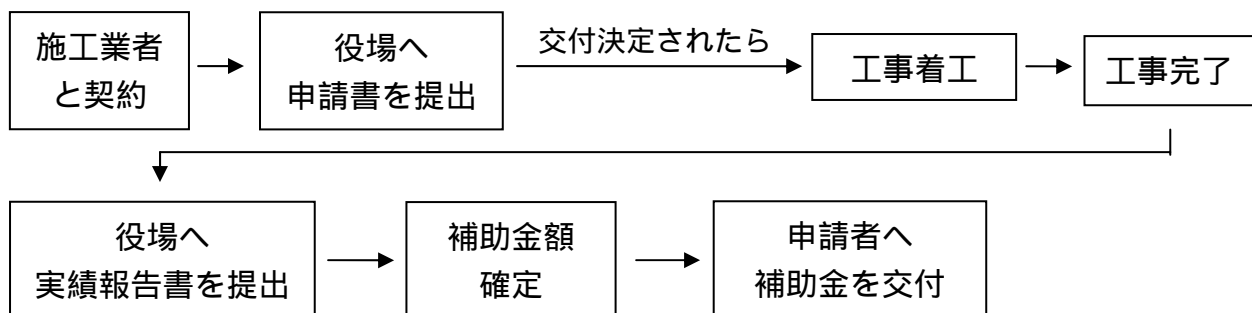 施工業者
と契約
役場へ
申請書を提出
交付決定されたら
工事着工
工事完了
役場へ
実績報告書を提出
補助金額
確定
申請者へ
補助金を交付